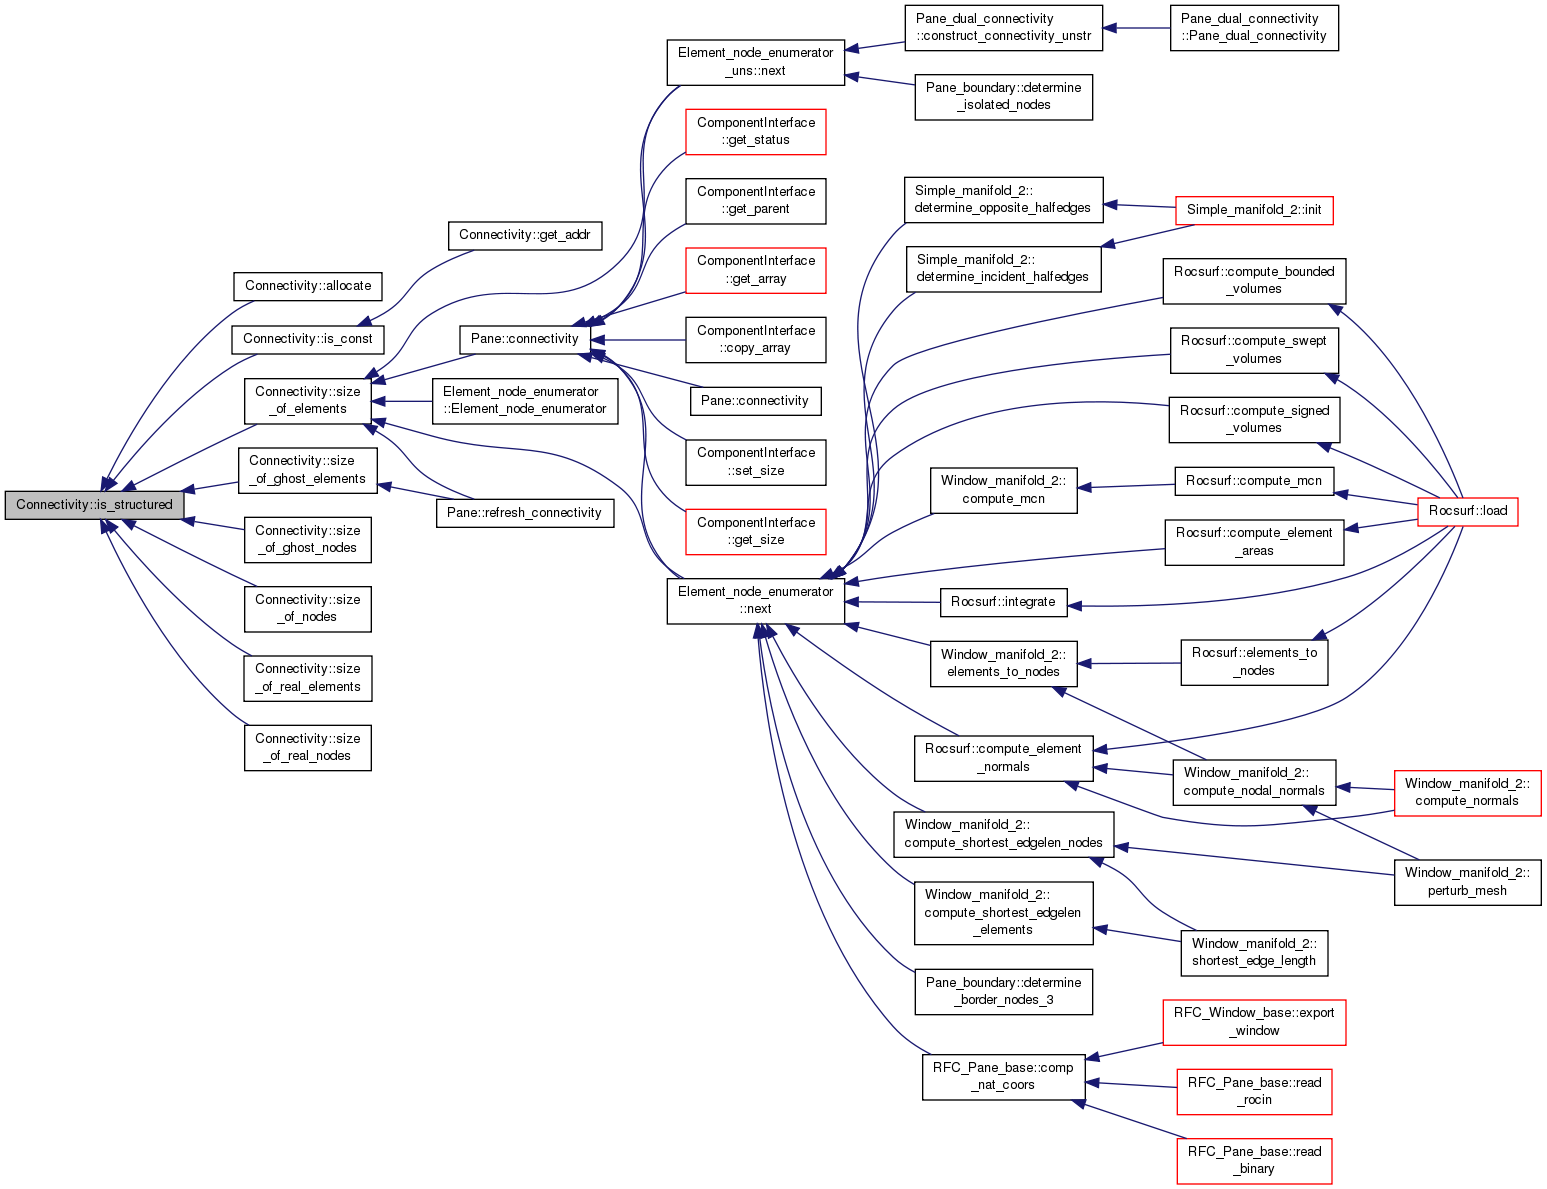 Connectivity::is_structured
Connectivity::allocate
Connectivity::is_const
Connectivity::size
_of_elements
Connectivity::size
_of_ghost_elements
Connectivity::size
_of_ghost_nodes
Connectivity::size
_of_nodes
Connectivity::size
_of_real_elements
Connectivity::size
_of_real_nodes
Connectivity::get_addr
Pane::connectivity
Element_node_enumerator
::Element_node_enumerator
Pane::refresh_connectivity
Element_node_enumerator
_uns::next
ComponentInterface
::get_status
ComponentInterface
::get_parent
ComponentInterface
::get_array
ComponentInterface
::copy_array
Pane::connectivity
ComponentInterface
::set_size
ComponentInterface
::get_size
Element_node_enumerator
::next
Pane_dual_connectivity
::construct_connectivity_unstr
Pane_boundary::determine
_isolated_nodes
Simple_manifold_2::
determine_opposite_halfedges
Simple_manifold_2::
determine_incident_halfedges
Window_manifold_2::
compute_mcn
Rocsurf::integrate
Window_manifold_2::
elements_to_nodes
Rocsurf::compute_element
_normals
Window_manifold_2::
compute_shortest_edgelen_nodes
Window_manifold_2::
compute_shortest_edgelen
_elements
Pane_boundary::determine
_border_nodes_3
RFC_Pane_base::comp
_nat_coors
Pane_dual_connectivity
::Pane_dual_connectivity
Simple_manifold_2::init
Rocsurf::compute_bounded
_volumes
Rocsurf::compute_swept
_volumes
Rocsurf::compute_signed
_volumes
Rocsurf::compute_mcn
Rocsurf::compute_element
_areas
Rocsurf::elements_to
_nodes
Window_manifold_2::
compute_nodal_normals
Window_manifold_2::
shortest_edge_length
RFC_Window_base::export
_window
RFC_Pane_base::read
_rocin
RFC_Pane_base::read
_binary
Rocsurf::load
Window_manifold_2::
compute_normals
Window_manifold_2::
perturb_mesh